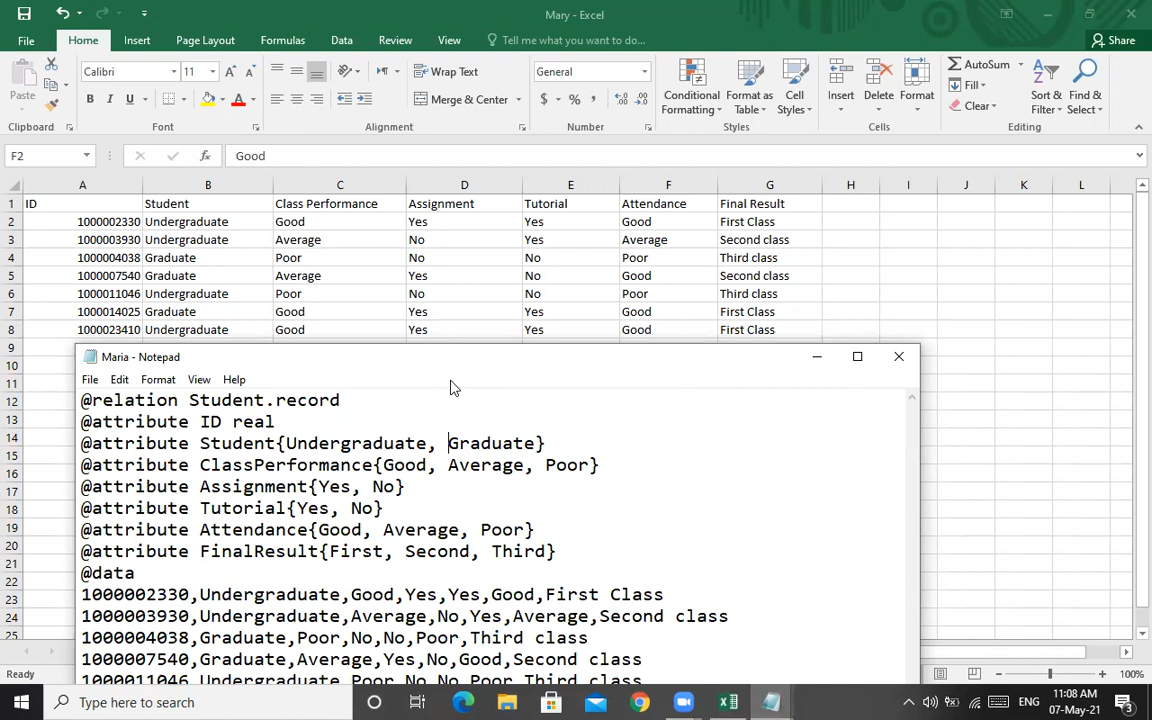 Mary - Excel
File Home Insert Page Layout Formulas Data Review View Tell me what you want to do... Share
Paste Calibri 11 A A Wrap Text General AutoSum
B I U A Merge & Center $ % , Conditional Formatting Format as Table Cell Styles Insert Delete Format Fill Clear Sort & Filter Find & Select
Clipboard Font Alignment Number Styles Cells Editing
F2 fx Good
A B C D E F G H I J K L
1 ID Student Class Performance Assignment Tutorial Attendance Final Result
2 1000002330 Undergraduate Good Yes Yes Good First Class
3 1000003930 Undergraduate Average No Yes Average Second class
4 1000004038 Graduate Poor No No Poor Third class
5 1000007540 Undergraduate Average Yes No Good Second class
6 1000011046 Undergraduate Poor No No Poor Third class
7 1000014025 Graduate Good Yes Yes Good First Class
8 1000023410 Undergraduate Good Yes Yes Good First Class
9
10
11
12
13
14
15
16
17
18
19
20
21
22
23
24
25
Maria - Notepad
File Edit Format View Help
@relation Student.record
@attribute ID real
@attribute Student{Undergraduate, Graduate}
@attribute ClassPerformance{Good, Average, Poor}
@attribute Assignment{Yes, No}
@attribute Tutorial{Yes, No}
@attribute Attendance{Good, Average, Poor}
@attribute FinalResult{First, Second, Third}
@data
1000002330,Undergraduate,Good,Yes,Yes,Good,First Class
1000003930,Undergraduate,Average,No,Yes,Average,Second class
1000004038,Graduate,Poor,No,No,Poor,Third class
1000007540,Graduate,Average,Yes,No,Good,Second class
1000011046,Undergraduate,Poor,No,No,Poor,Third class
Ready 100%
Type here to search ENG 11:08 AM
07-May-21 3